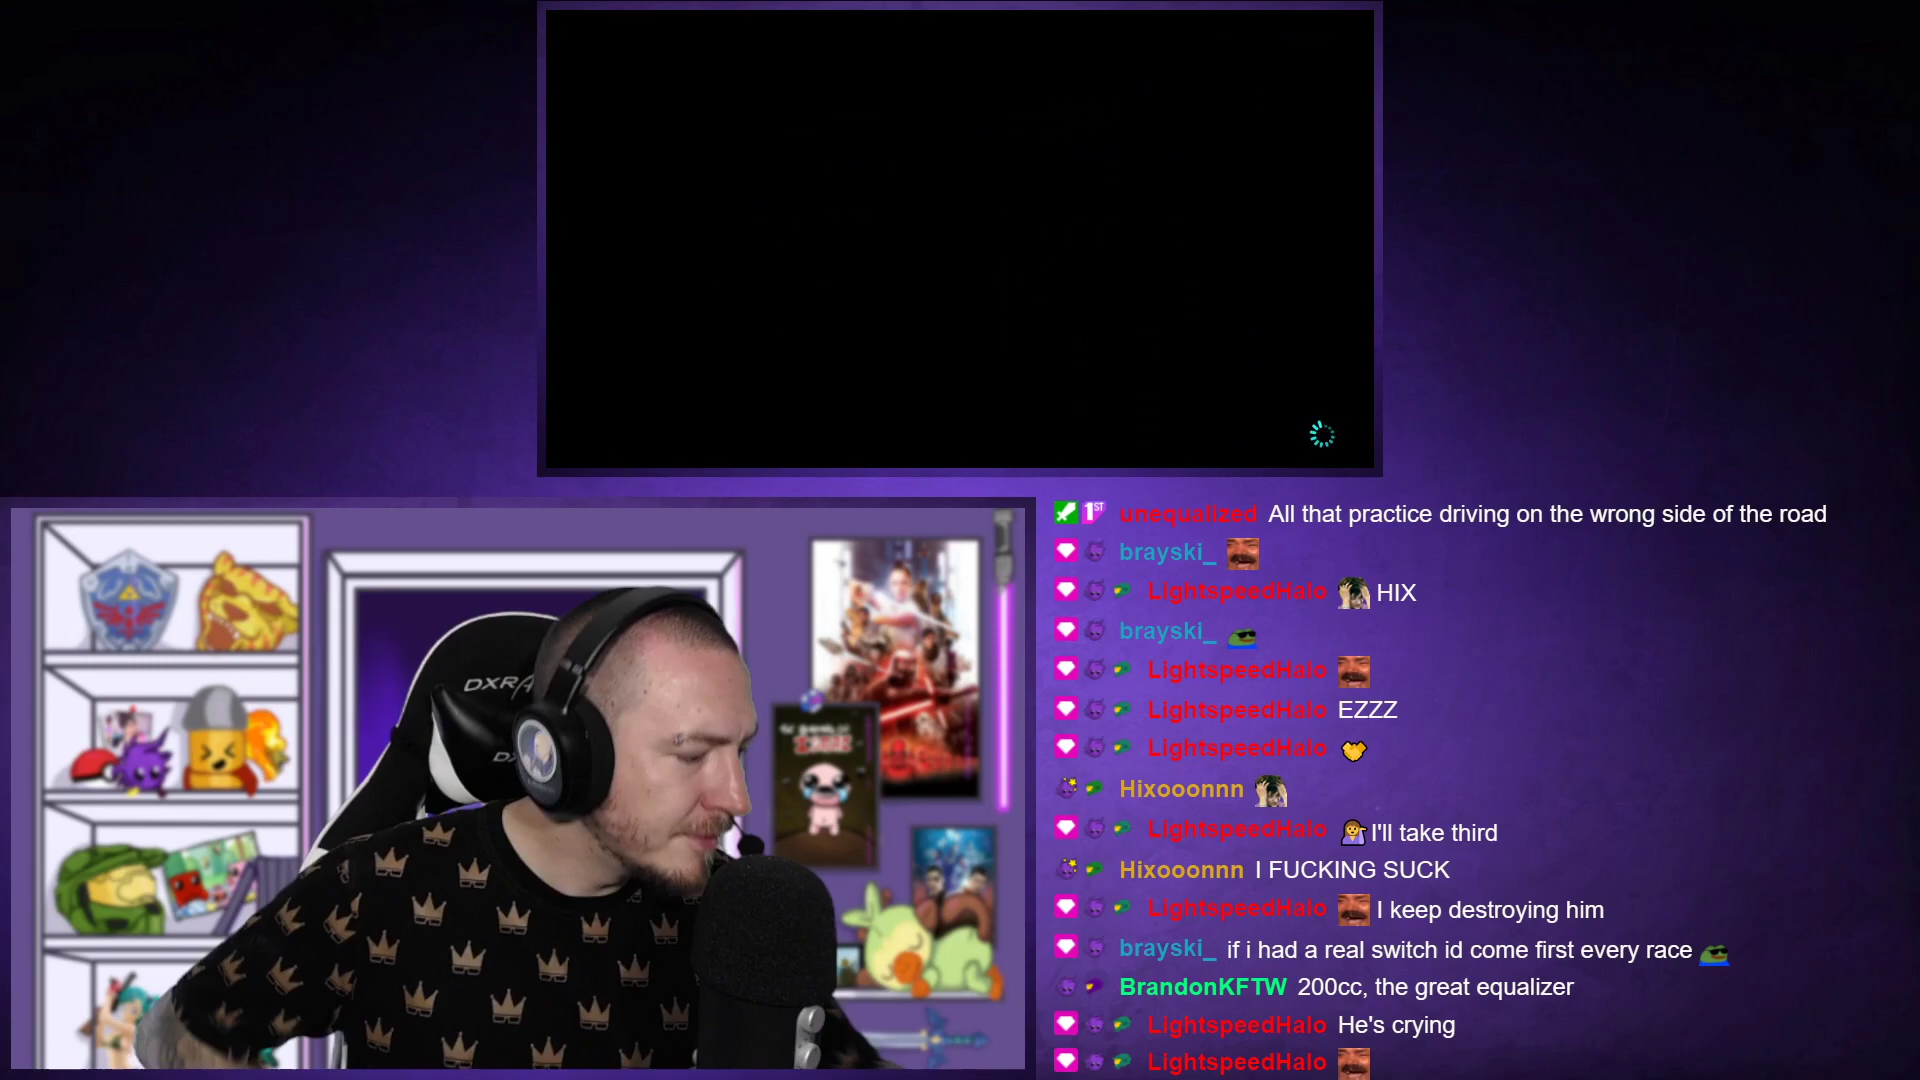 DXRA
unequalized All that practice driving on the wrong side of the road
brayski_
LightspeedHalo HIX
brayski_
LightspeedHalo
LightspeedHalo EZZZ
LightspeedHalo
Hixooonnn
LightspeedHalo I'll take third
Hixooonnn I FUCKING SUCK
LightspeedHalo I keep destroying him
brayski_ if i had a real switch id come first every race
BrandonKFTW 200cc, the great equalizer
LightspeedHalo He's crying
LightspeedHalo